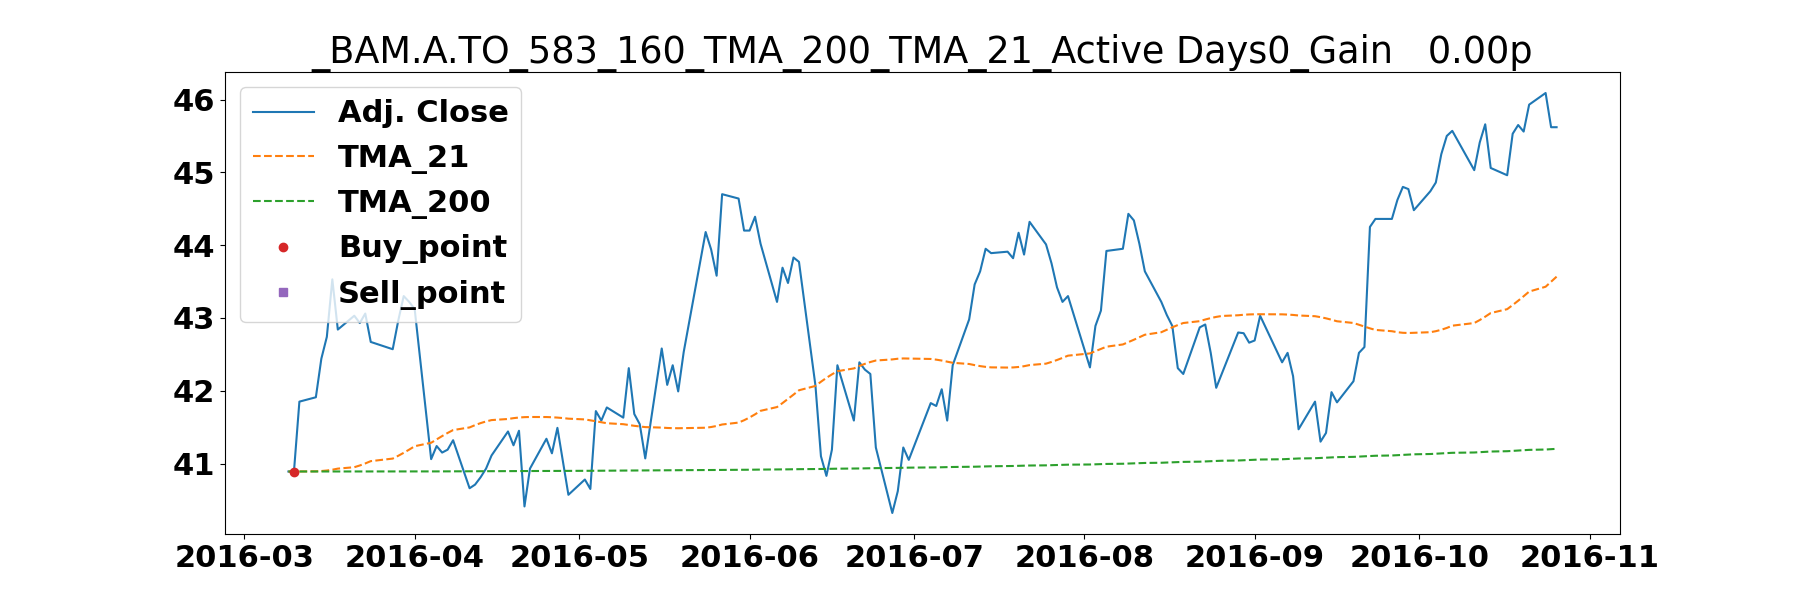 _BAM.A.TO_583_160_TMA_200_TMA_21_Active Days0_Gain   0.00p
46
45
44
43
42
41
Adj. Close
TMA_21
TMA_200
Buy_point
Sell_point
2016-03 2016-04 2016-05 2016-06 2016-07 2016-08 2016-09 2016-10 2016-11